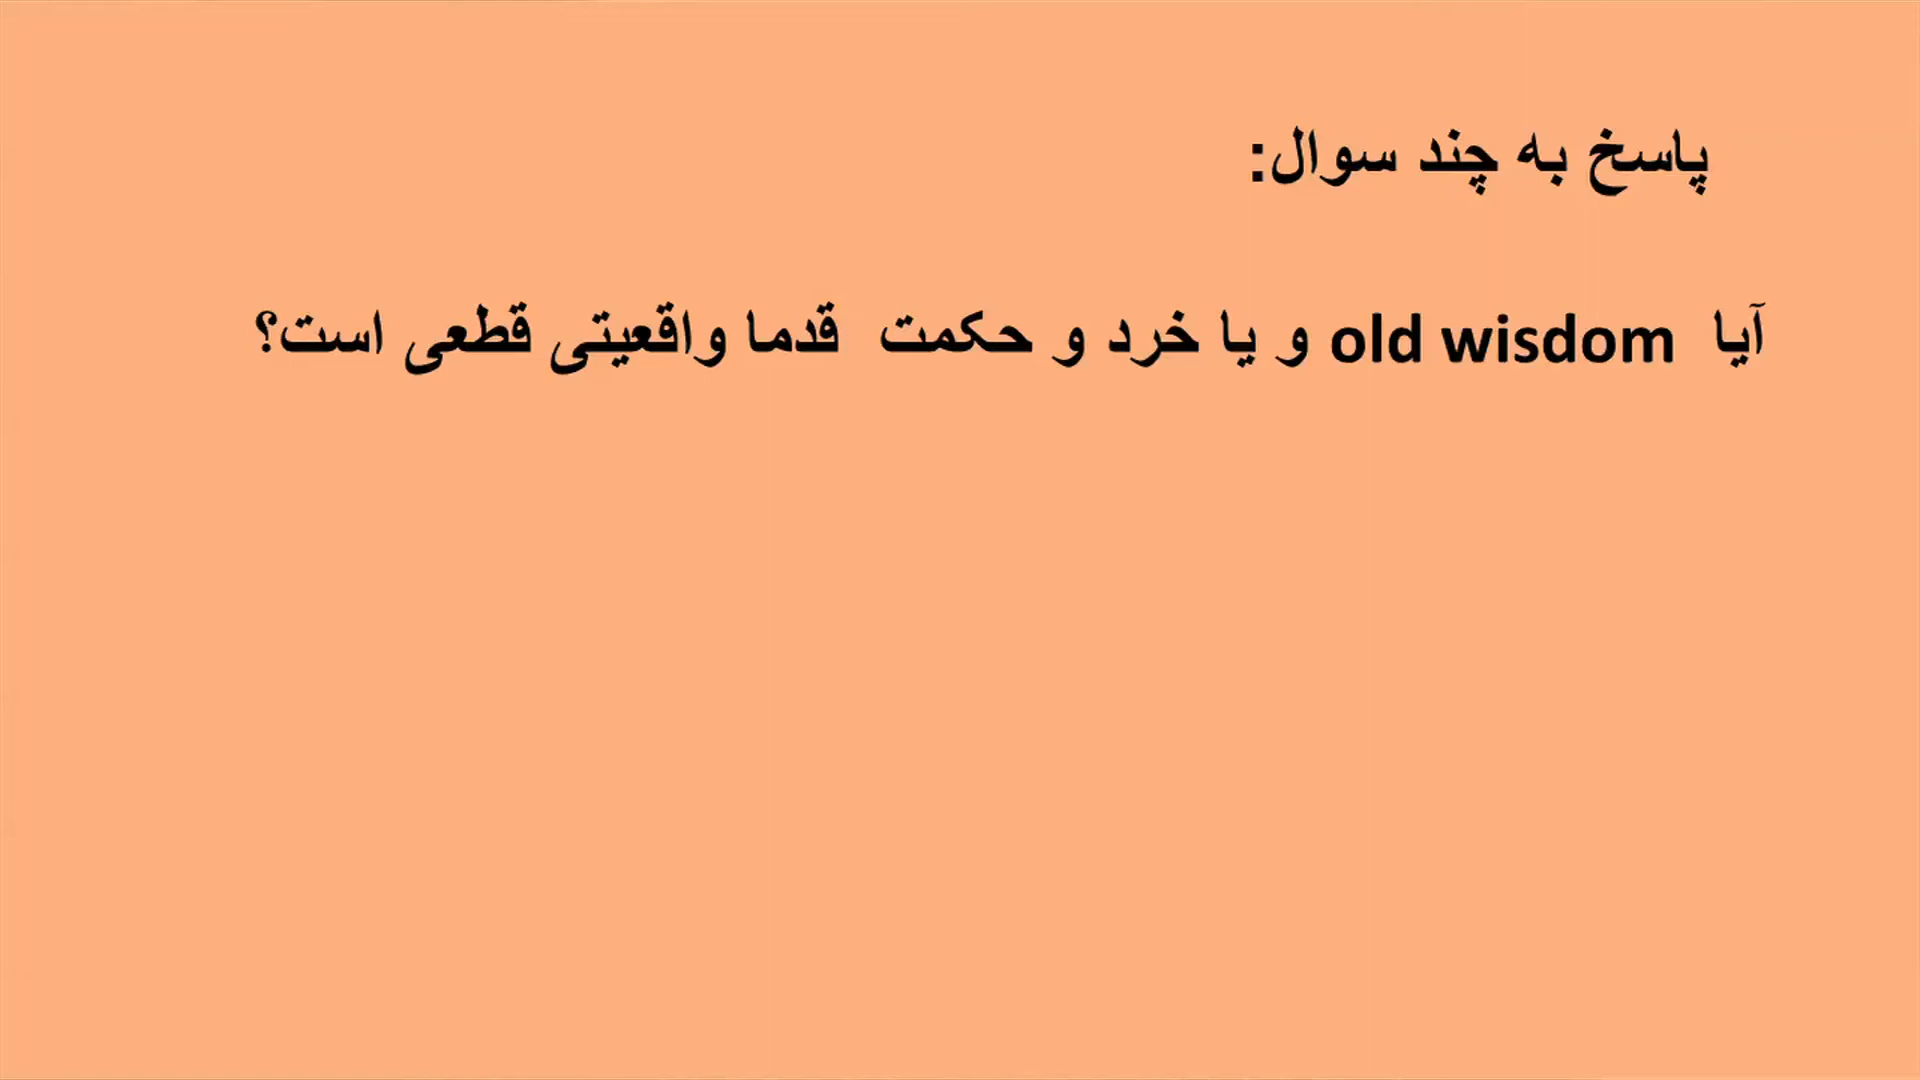 پاسخ به چند سوال:
آیا old wisdom و یا خرد و حکمت قدما واقعیتی قطعی است؟